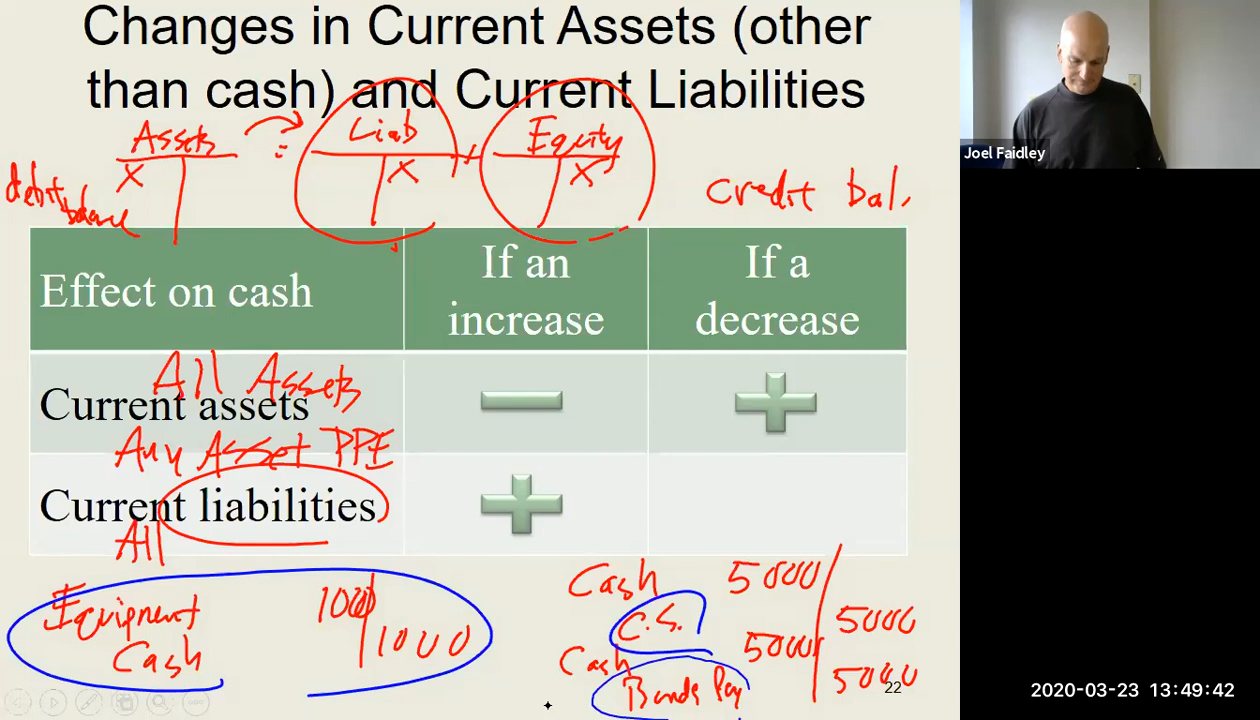 Changes in Current Assets (other
than cash) and Current Liabilities
Assets = Liab + Equity
X X X
debit balance
credit bal.
Effect on cash
If an increase
If a decrease
All Assets
Current assets
Any Asset PPE
Current liabilities
All
Equipment 1000
Cash 1000
Cash 5000
C.S. 5000
Cash 5000
Bonds Pay 5000
22
Joel Faidley
2020-03-23 13:49:42